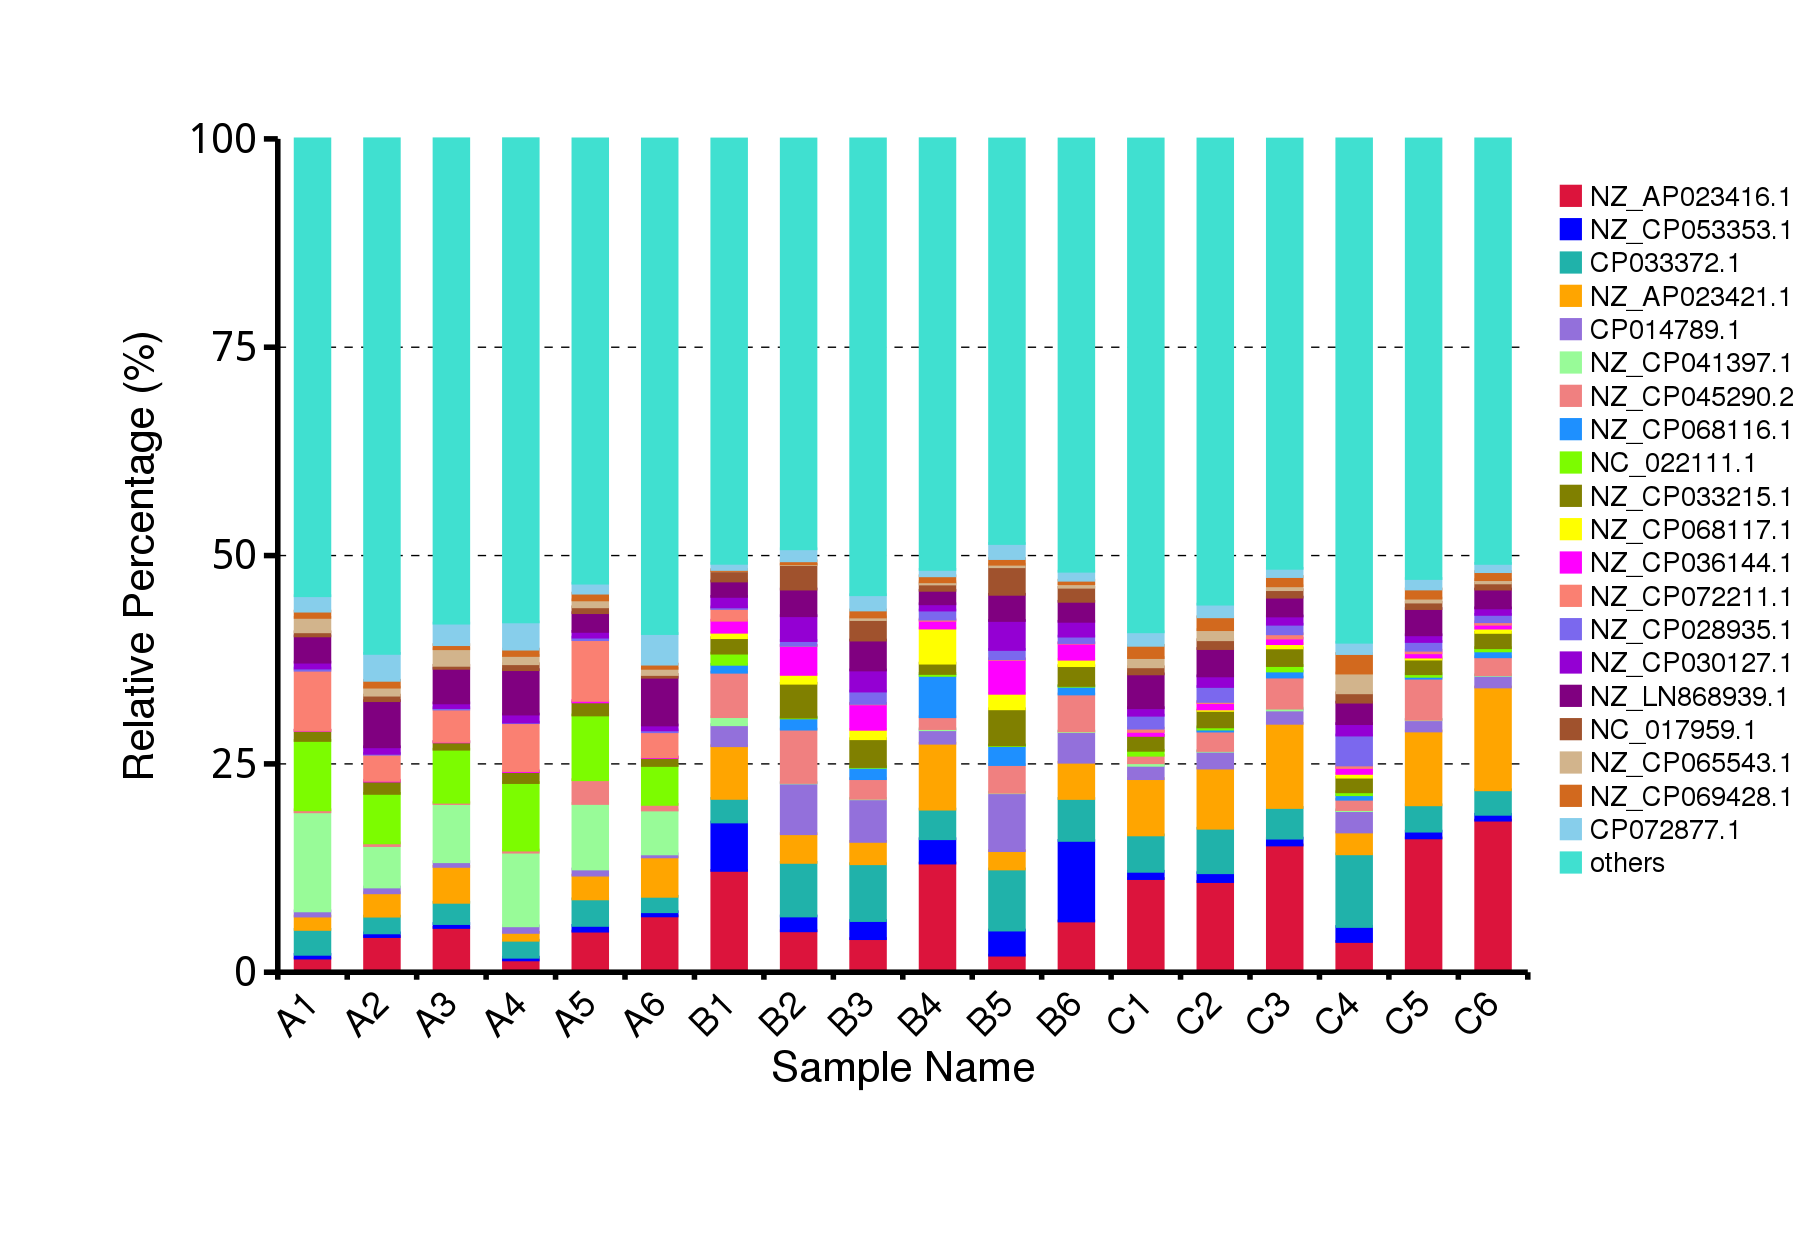 100
75
50
25
0
Relative Percentage (%)
A1 A2 A3 A4 A5 A6 B1 B2 B3 B4 B5 B6 C1 C2 C3 C4 C5 C6
Sample Name
NZ_AP023416.1
NZ_CP053353.1
CP033372.1
NZ_AP023421.1
CP014789.1
NZ_CP041397.1
NZ_CP045290.2
NZ_CP068116.1
NC_022111.1
NZ_CP033215.1
NZ_CP068117.1
NZ_CP036144.1
NZ_CP072211.1
NZ_CP028935.1
NZ_CP030127.1
NZ_LN868939.1
NC_017959.1
NZ_CP065543.1
NZ_CP069428.1
CP072877.1
others